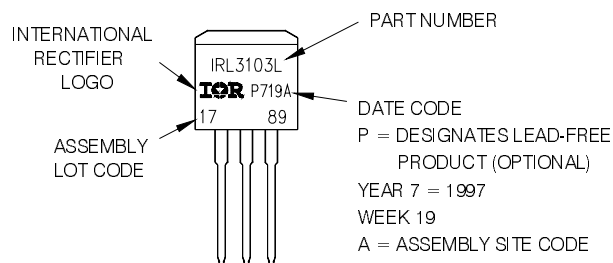 INTERNATIONAL
RECTIFIER
LOGO
PART NUMBER
IRL3103L
IOR P719A
17 89
ASSEMBLY
LOT CODE
DATE CODE
P = DESIGNATES LEAD-FREE
PRODUCT (OPTIONAL)
YEAR 7 = 1997
WEEK 19
A = ASSEMBLY SITE CODE